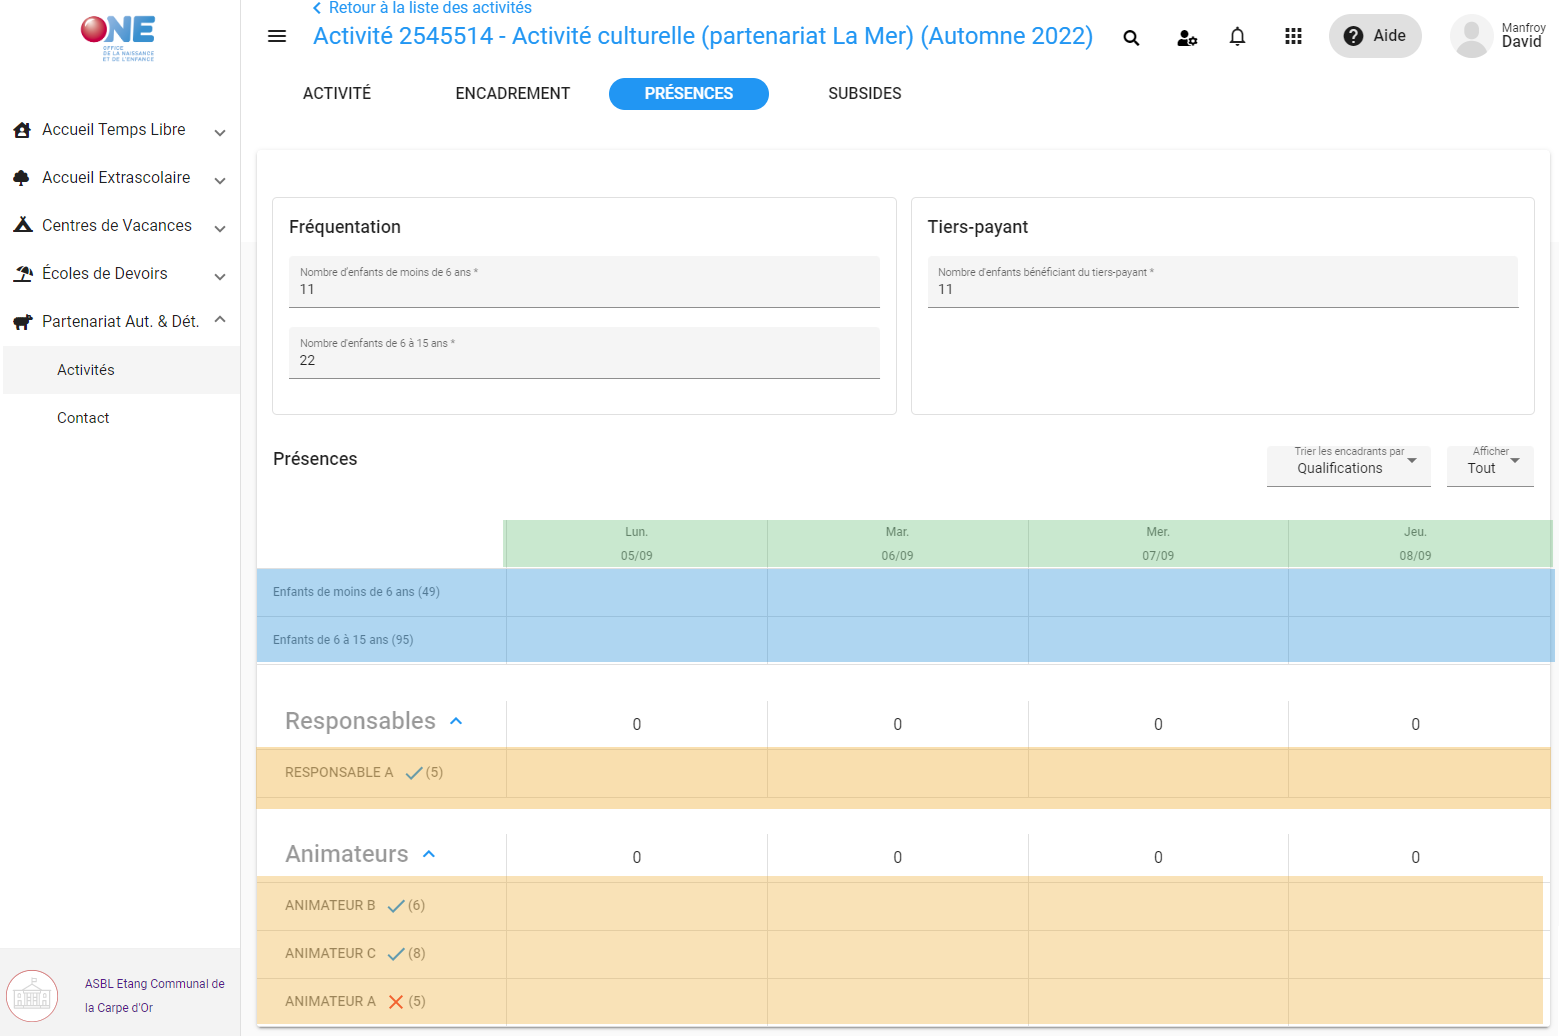 ONE
OFFICE
DE LA NAISSANCE
ET DE L'ENFANCE
Accueil Temps Libre
Accueil Extrascolaire
Centres de Vacances
Écoles de Devoirs
Partenariat Aut. & Dét.
Activités
Contact
ASBL Etang Communal de
la Carpe d'Or
Retour à la liste des activités
Activité 2545514 - Activité culturelle (partenariat La Mer) (Automne 2022)
Aide
Manfroy
David
ACTIVITÉ ENCADREMENT PRÉSENCES SUBSIDES
Fréquentation
Nombre d'enfants de moins de 6 ans *
11
Nombre d'enfants de 6 à 15 ans *
22
Tiers-payant
Nombre d'enfants bénéficiant du tiers-payant *
11
Présences
Trier les encadrants par
Qualifications
Afficher
Tout
Lun. Mar. Mer. Jeu.
05/09 06/09 07/09 08/09
Enfants de moins de 6 ans (49)
Enfants de 6 à 15 ans (95)
Responsables 0 0 0 0
RESPONSABLE A (5)
Animateurs 0 0 0 0
ANIMATEUR B (6)
ANIMATEUR C (8)
ANIMATEUR A (5)